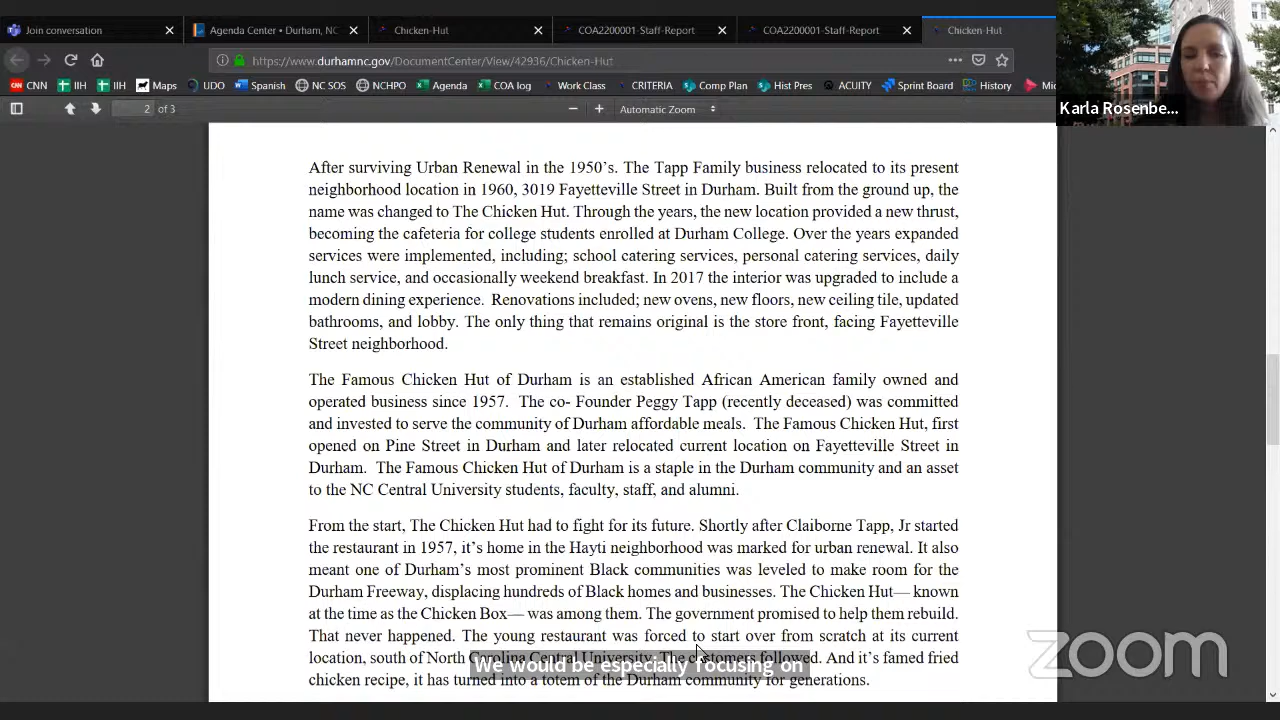 Join conversation
Agenda Center • Durham, NC
Chicken-Hut
COA2200001-Staff-Report
COA2200001-Staff-Report
Chicken-Hut
https://www.durhamnc.gov/DocumentCenter/View/42936/Chicken-Hut
CNN IIH IIH Maps UDO Spanish NC SOS NCHPO Agenda COA log Work Class CRITERIA Comp Plan Hist Pres ACUITY Sprint Board History Mic
2 of 3
Automatic Zoom
Karla Rosenbe...
After surviving Urban Renewal in the 1950's. The Tapp Family business relocated to its present
neighborhood location in 1960, 3019 Fayetteville Street in Durham. Built from the ground up, the
name was changed to The Chicken Hut. Through the years, the new location provided a new thrust,
becoming the cafeteria for college students enrolled at Durham College. Over the years expanded
services were implemented, including; school catering services, personal catering services, daily
lunch service, and occasionally weekend breakfast. In 2017 the interior was upgraded to include a
modern dining experience. Renovations included; new ovens, new floors, new ceiling tile, updated
bathrooms, and lobby. The only thing that remains original is the store front, facing Fayetteville
Street neighborhood.
The Famous Chicken Hut of Durham is an established African American family owned and
operated business since 1957. The co- Founder Peggy Tapp (recently deceased) was committed
and invested to serve the community of Durham affordable meals. The Famous Chicken Hut, first
opened on Pine Street in Durham and later relocated current location on Fayetteville Street in
Durham. The Famous Chicken Hut of Durham is a staple in the Durham community and an asset
to the NC Central University students, faculty, staff, and alumni.
From the start, The Chicken Hut had to fight for its future. Shortly after Claiborne Tapp, Jr started
the restaurant in 1957, it's home in the Hayti neighborhood was marked for urban renewal. It also
meant one of Durham's most prominent Black communities was leveled to make room for the
Durham Freeway, displacing hundreds of Black homes and businesses. The Chicken Hut— known
at the time as the Chicken Box— was among them. The government promised to help them rebuild.
That never happened. The young restaurant was forced to start over from scratch at its current
location, south of North Carolina Central University. The customers followed. And it's famed fried
We would be especially focusing on
chicken recipe, it has turned into a totem of the Durham community for generations.
zoom